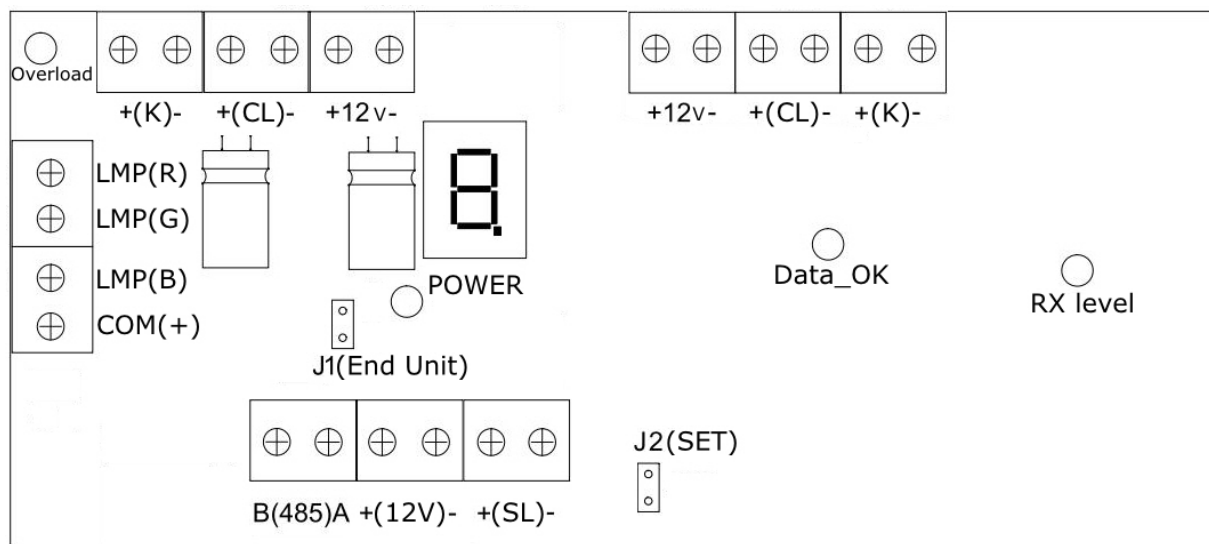 Overload
+(K)- +(CL)- +12V- +12V- +(CL)- +(K)-
LMP(R)
LMP(G)
LMP(B)
COM(+)
8.
POWER
Data_OK
RX level
J1(End Unit)
J2(SET)
B(485)A +(12V)- +(SL)-